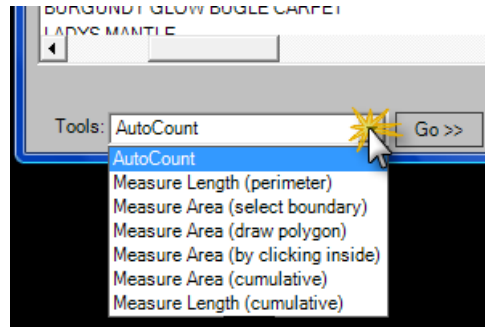 BURGUNDY GLOW BUGLE CARPET
LADYS MANTLE
Tools: AutoCount Go >>
AutoCount
Measure Length (perimeter)
Measure Area (select boundary)
Measure Area (draw polygon)
Measure Area (by clicking inside)
Measure Area (cumulative)
Measure Length (cumulative)